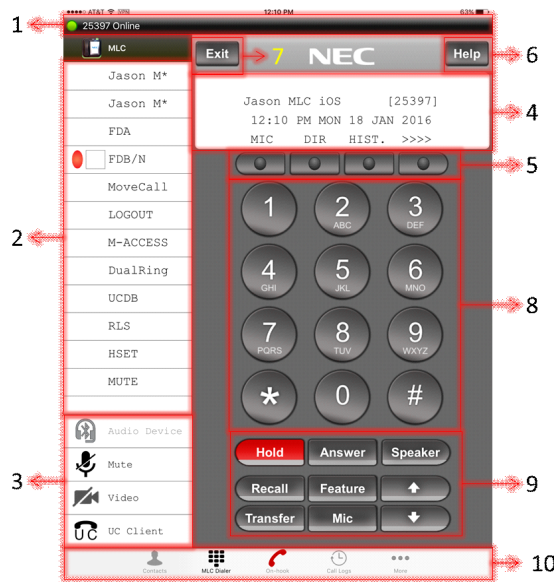 AT&T 12:10 PM 63%
1 25397 Online
MLC
Exit 7 NEC Help 6
Jason M*
Jason M*
FDA
FDB/N
MoveCall
LOGOUT
M-ACCESS
DualRing
UCDB
RLS
HSET
MUTE
2
Jason MLC iOS [25397]
12:10 PM MON 18 JAN 2016
MIC DIR HIST. >>>>
4
5
1 2 3
ABC DEF
4 5 6
GHI JKL MNO
7 8 9
PQRS TUV WXYZ
* 0 #
8
Audio Device
Mute
Video
UC UC Client
3
Hold Answer Speaker
Recall Feature
Transfer Mic
9
Contacts MLC Dialer On-hook Call Logs More
10